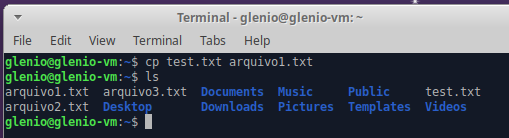 Terminal - glenio@glenio-vm: ~
File Edit View Terminal Tabs Help
glenio@glenio-vm:~$ cp test.txt arquivo1.txt
glenio@glenio-vm:~$ ls
arquivo1.txt arquivo3.txt Documents Music Public test.txt
arquivo2.txt Desktop Downloads Pictures Templates Videos
glenio@glenio-vm:~$